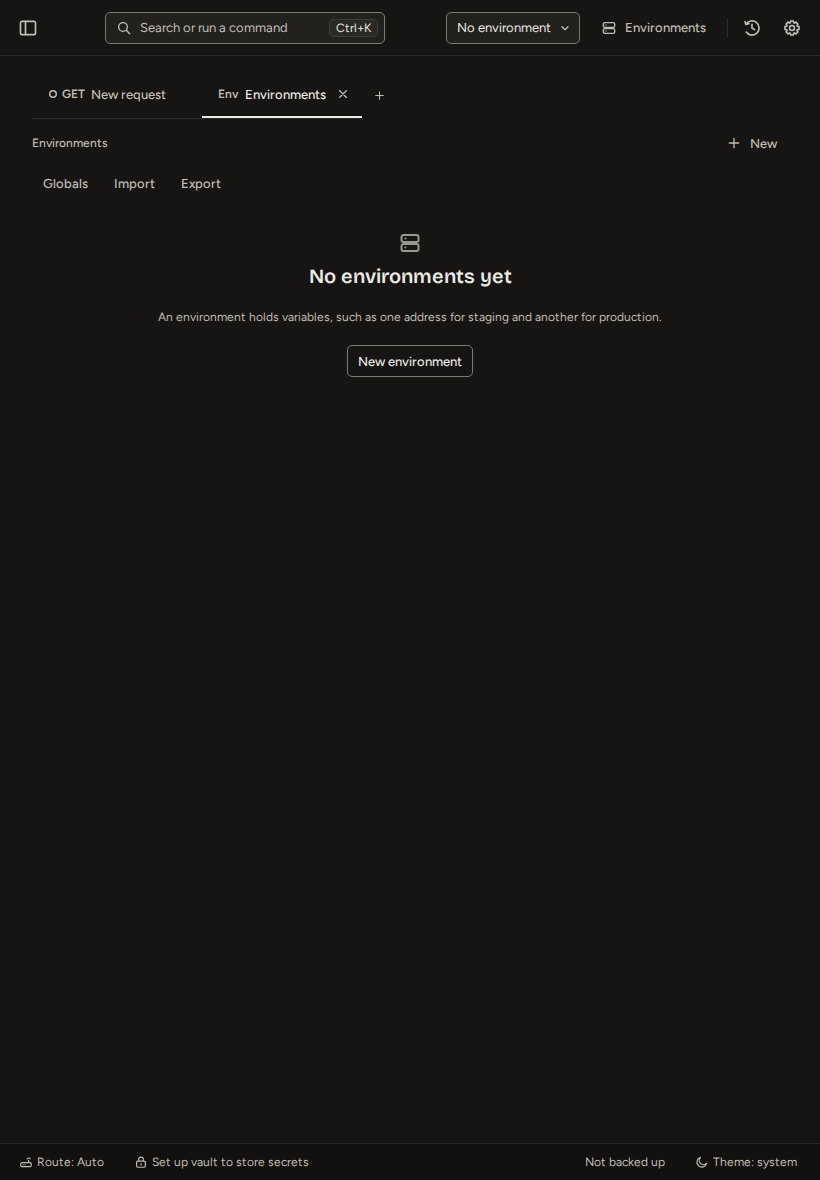 Search or run a command Ctrl+K No environment Environments
GET New request Env Environments
Environments New
Globals Import Export
No environments yet
An environment holds variables, such as one address for staging and another for production.
New environment
Route: Auto Set up vault to store secrets Not backed up Theme: system